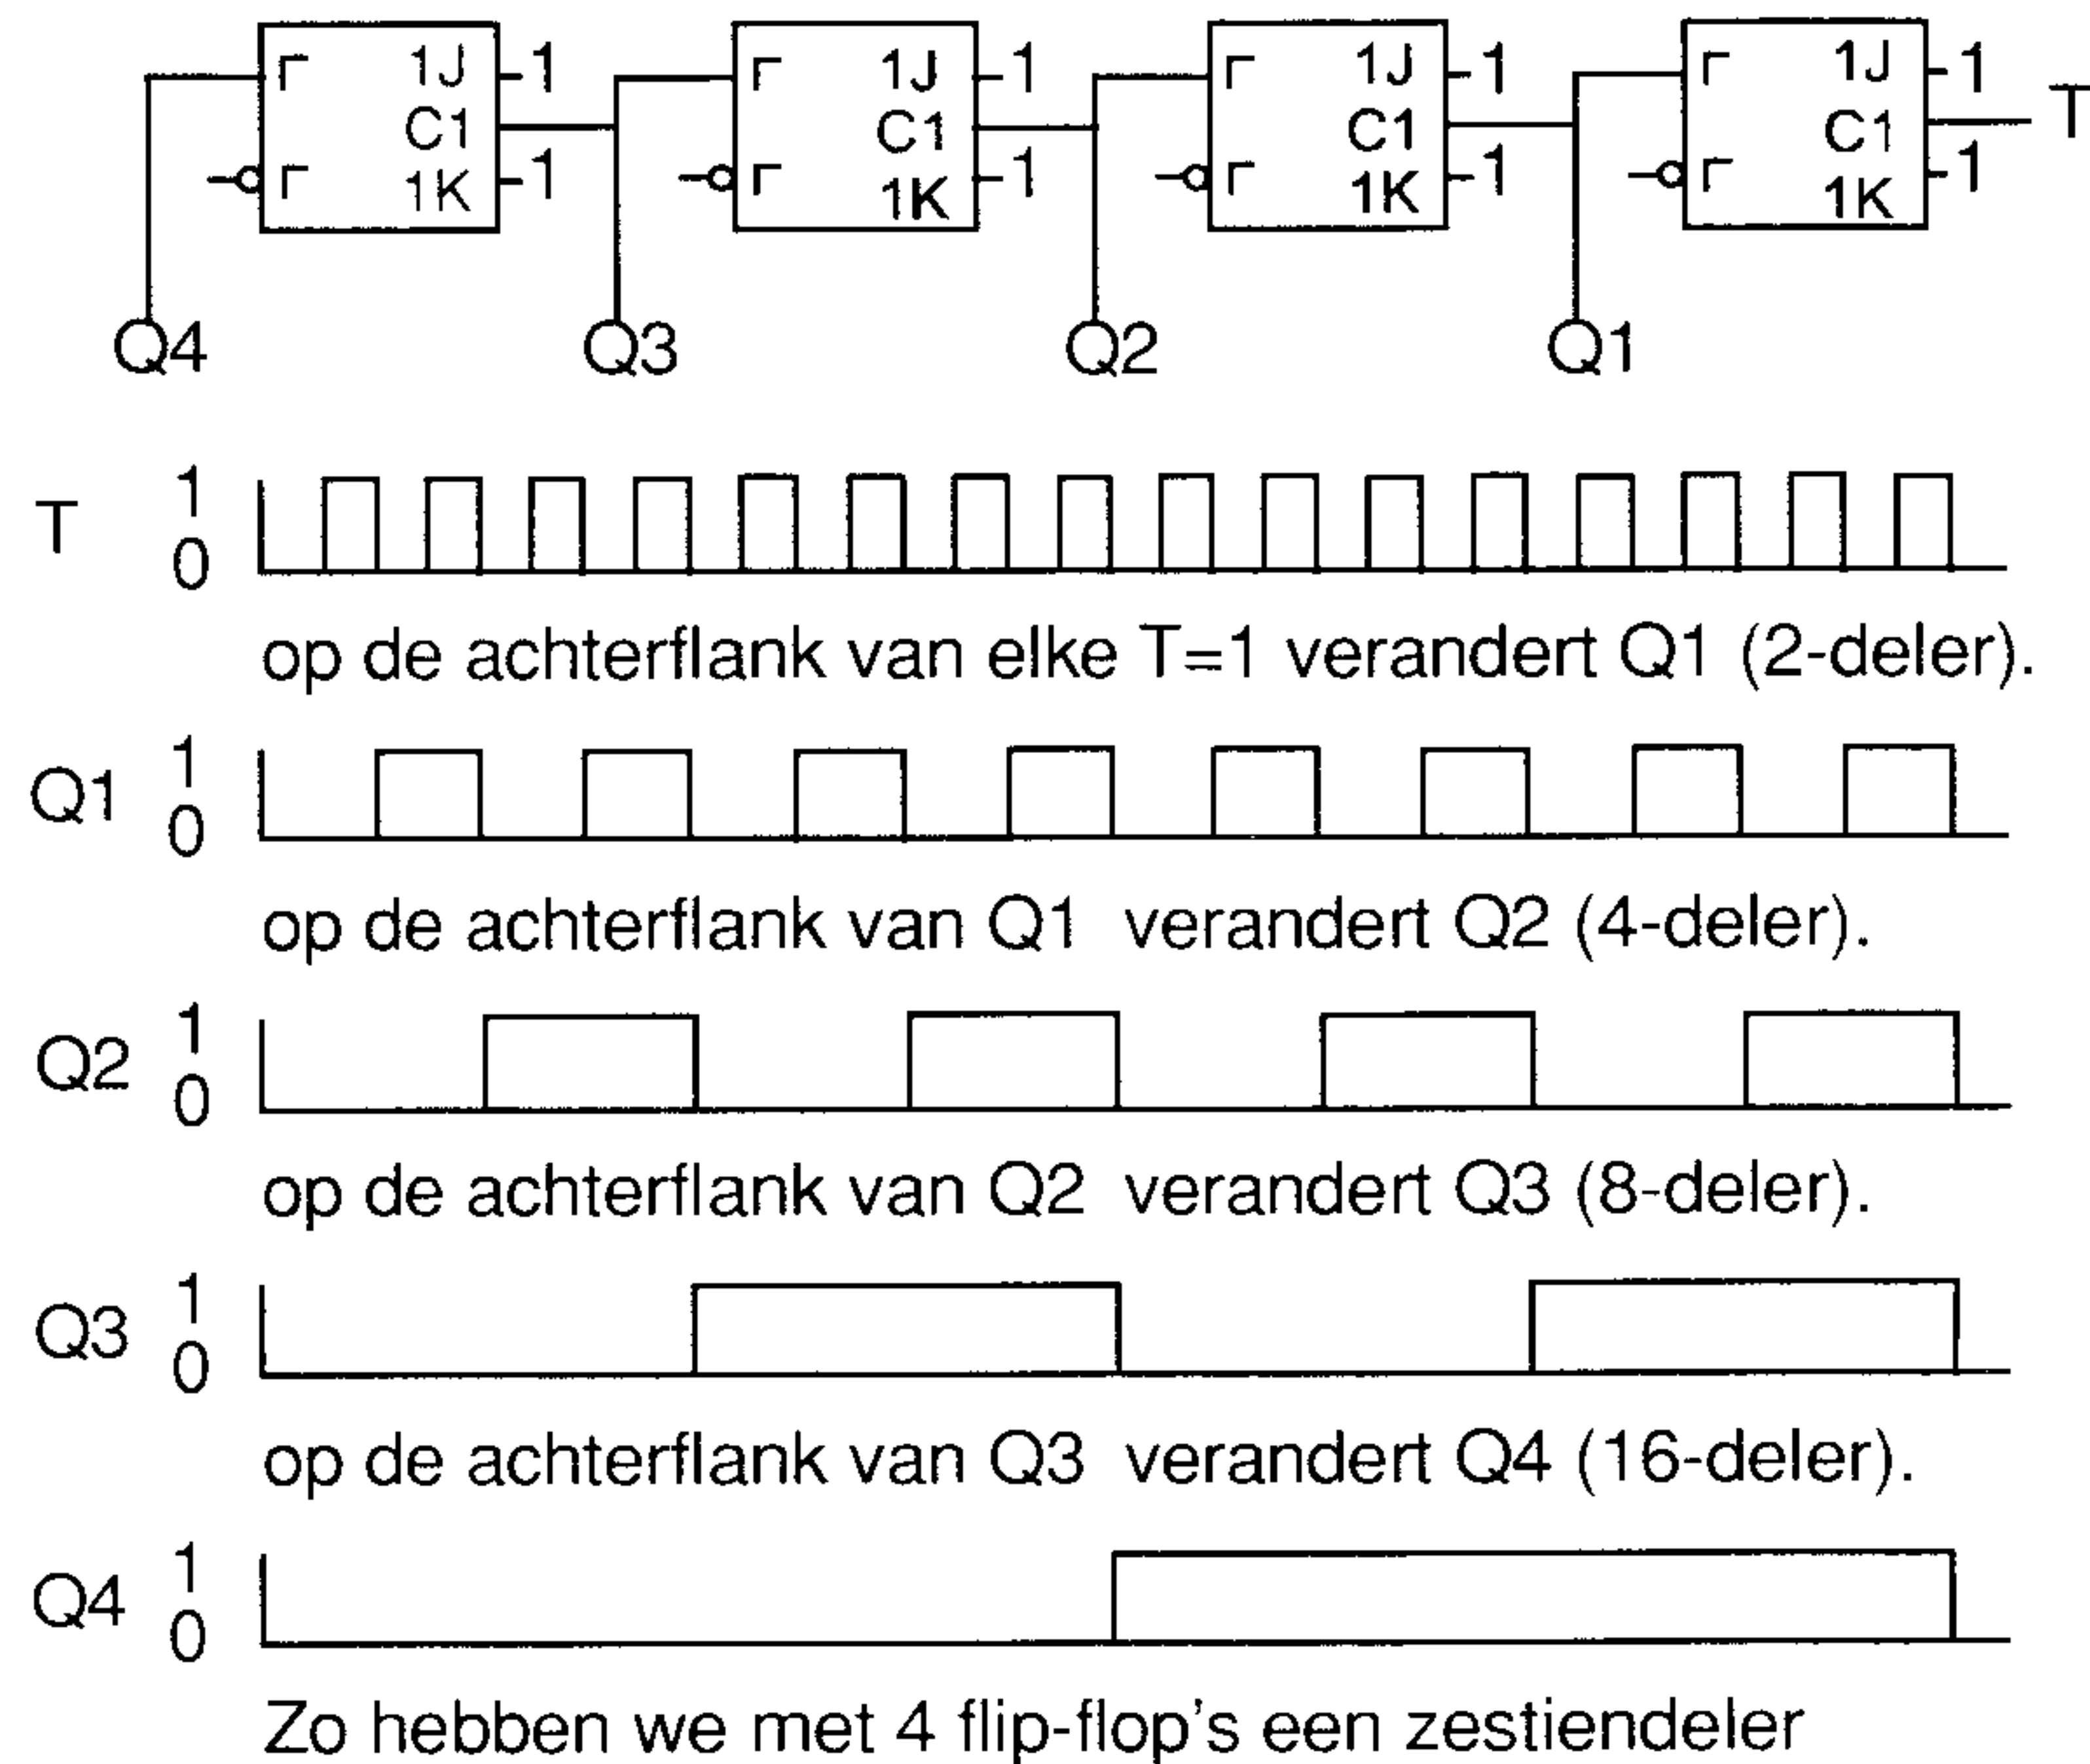 1J 1 1J 1 1J 1 1J 1 T
C1 C1 C1 C1
1K 1 1K 1 1K 1 1K 1
Q4 Q3 Q2 Q1
T 1 0
op de achterflank van elke T=1 verandert Q1 (2-deler).
Q1 1 0
op de achterflank van Q1 verandert Q2 (4-deler).
Q2 1 0
op de achterflank van Q2 verandert Q3 (8-deler).
Q3 1 0
op de achterflank van Q3 verandert Q4 (16-deler).
Q4 1 0
Zo hebben we met 4 flip-flop's een zestiendeler